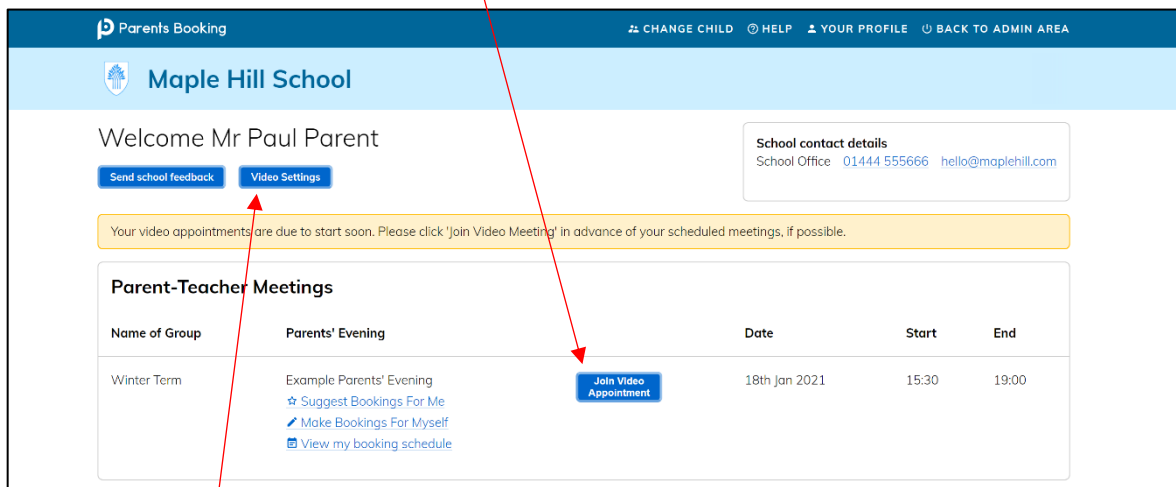 Parents Booking
CHANGE CHILD HELP YOUR PROFILE BACK TO ADMIN AREA
Maple Hill School
Welcome Mr Paul Parent
Send school feedback Video Settings
School contact details
School Office 01444 555666 hello@maplehill.com
Your video appointments are due to start soon. Please click 'Join Video Meeting' in advance of your scheduled meetings, if possible.
Parent-Teacher Meetings
Name of Group Parents' Evening Date Start End
Winter Term Example Parents' Evening Join Video Appointment 18th Jan 2021 15:30 19:00
Suggest Bookings For Me
Make Bookings For Myself
View my booking schedule